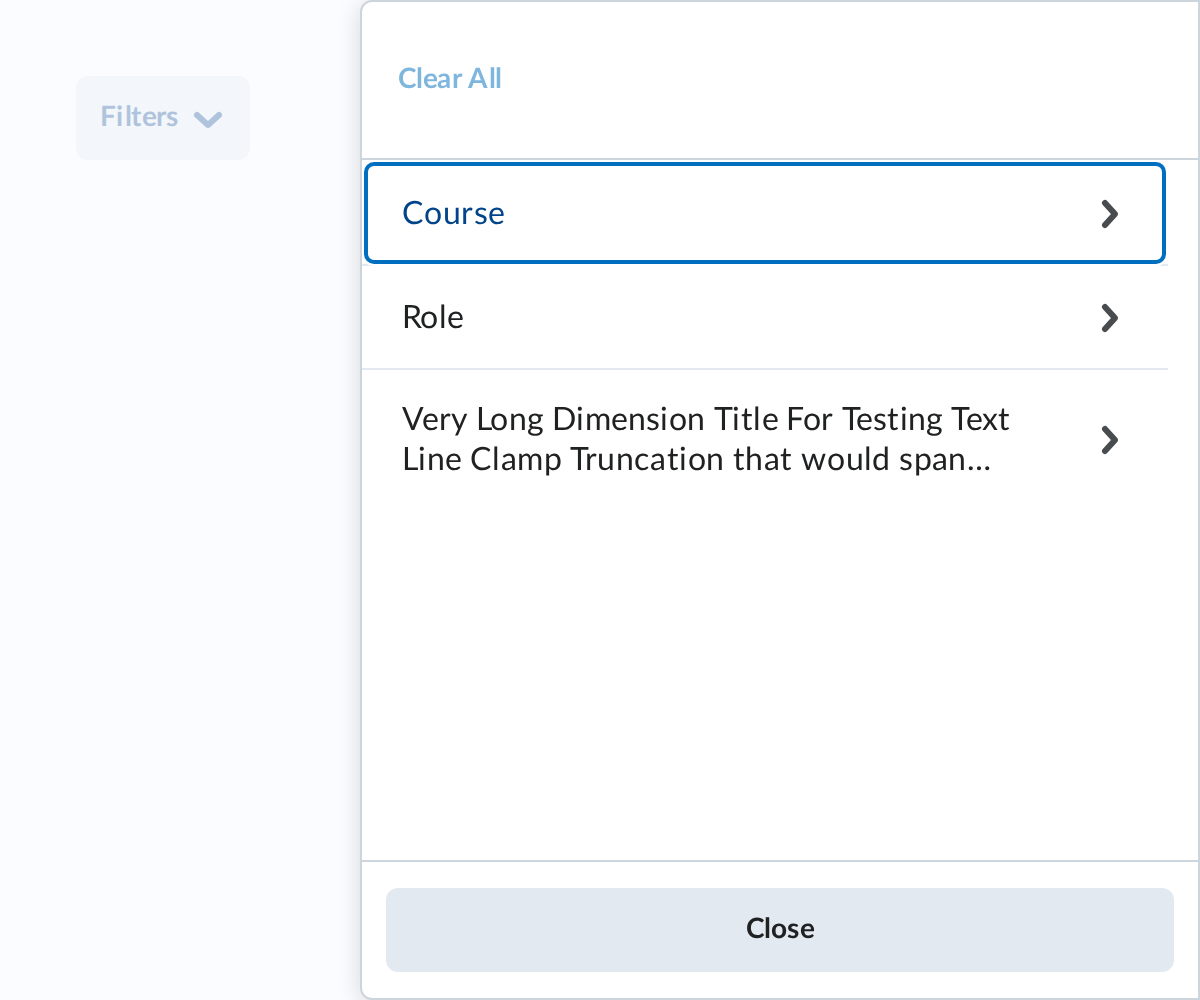 Filters
Clear All
Course
Role
Very Long Dimension Title For Testing Text
Line Clamp Truncation that would span...
Close